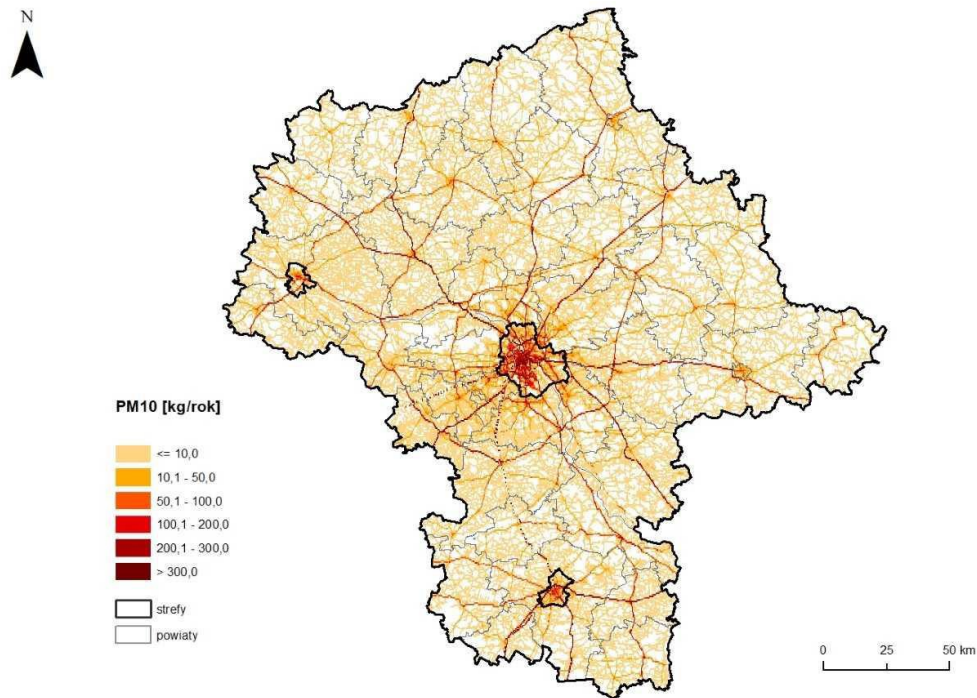 N
PM10 [kg/rok]
<= 10,0
10,1 - 50,0
50,1 - 100,0
100,1 - 200,0
200,1 - 300,0
> 300,0
strefy
powiaty
0 25 50 km